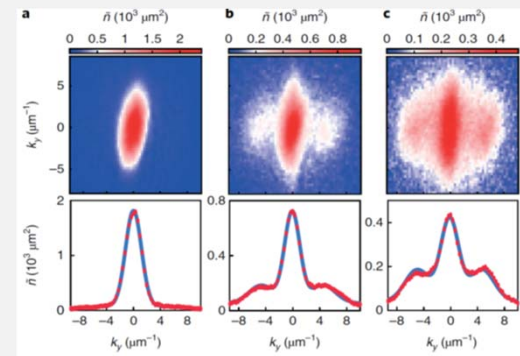 a b c
ñ (10³ μm²) ñ (10³ μm²) ñ (10³ μm²)
0 0.5 1 1.5 2 0 0.2 0.4 0.6 0.8 0 0.1 0.2 0.3 0.4
5
0
−5
k_y (μm⁻¹)
2 0.8 0.4
1 0.4 0.2
0 0 0
ñ (10³ μm²)
−8 −4 0 4 8 −8 −4 0 4 8 −8 −4 0 4 8
k_y (μm⁻¹) k_y (μm⁻¹) k_y (μm⁻¹)